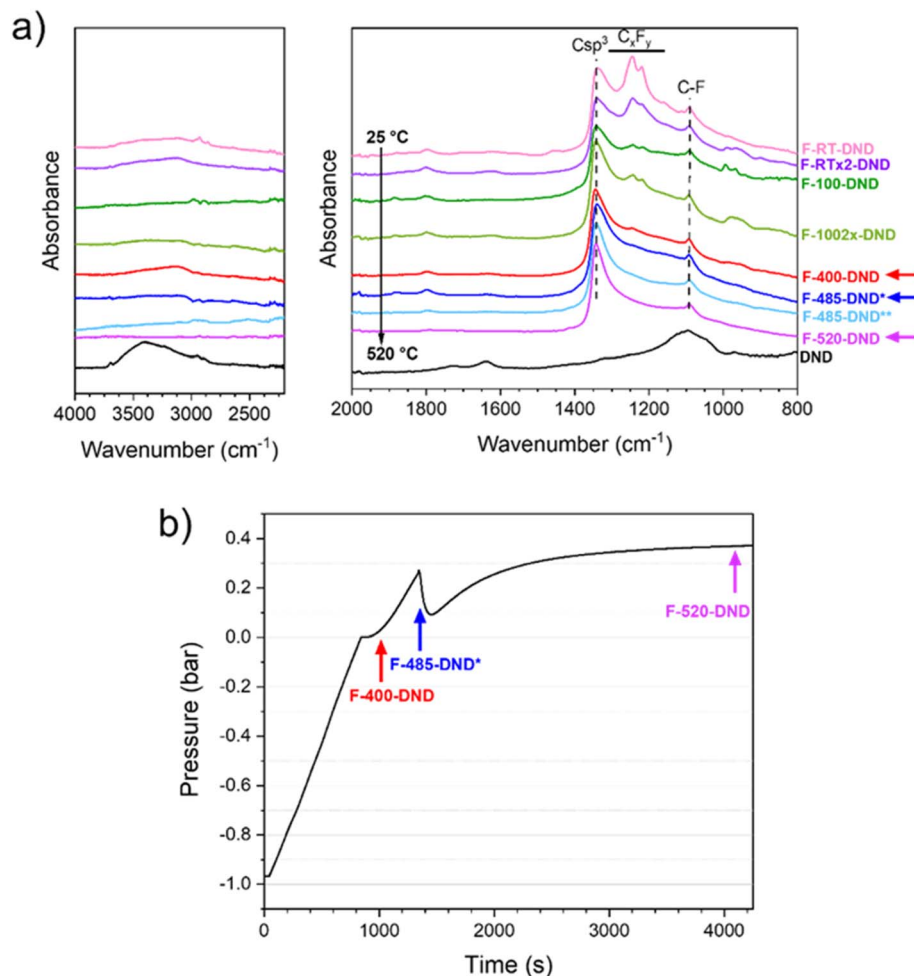 a)
Csp³
CₓFᵧ
C-F
25 °C
520 °C
F-RT-DND
F-RTx2-DND
F-100-DND
F-1002x-DND
F-400-DND
F-485-DND*
F-485-DND**
F-520-DND
DND
Absorbance
Absorbance
4000 3500 3000 2500
2000 1800 1600 1400 1200 1000 800
Wavenumber (cm⁻¹)
Wavenumber (cm⁻¹)
b)
Pressure (bar)
0.4
0.2
0.0
-0.2
-0.4
-0.6
-0.8
-1.0
F-520-DND
F-485-DND*
F-400-DND
0 1000 2000 3000 4000
Time (s)